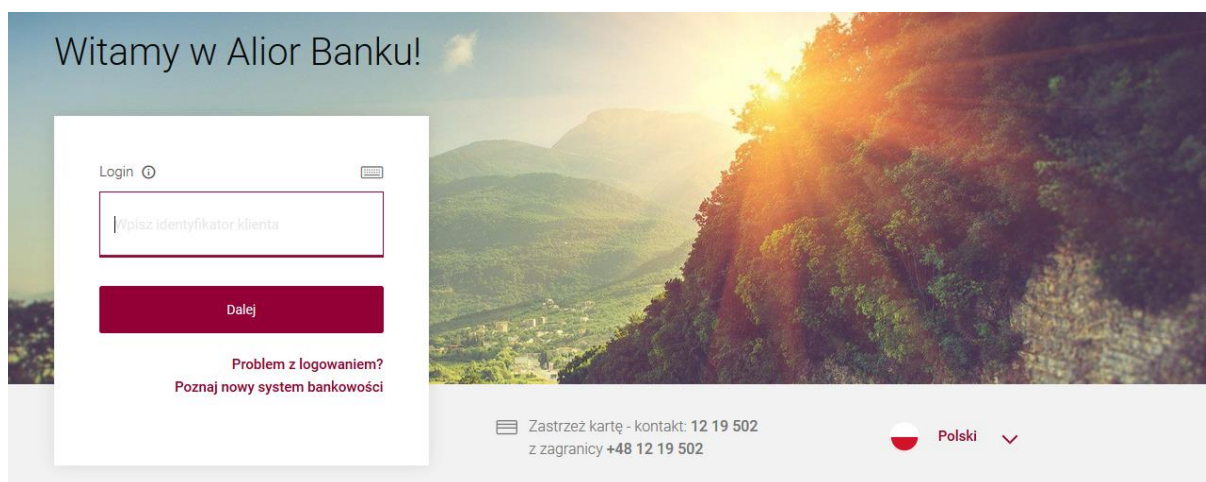 Witamy w Alior Banku!
Login
Wpisz identyfikator klienta
Dalej
Problem z logowaniem?
Poznaj nowy system bankowości
Zastrzeż kartę - kontakt: 12 19 502
z zagranicy +48 12 19 502
Polski